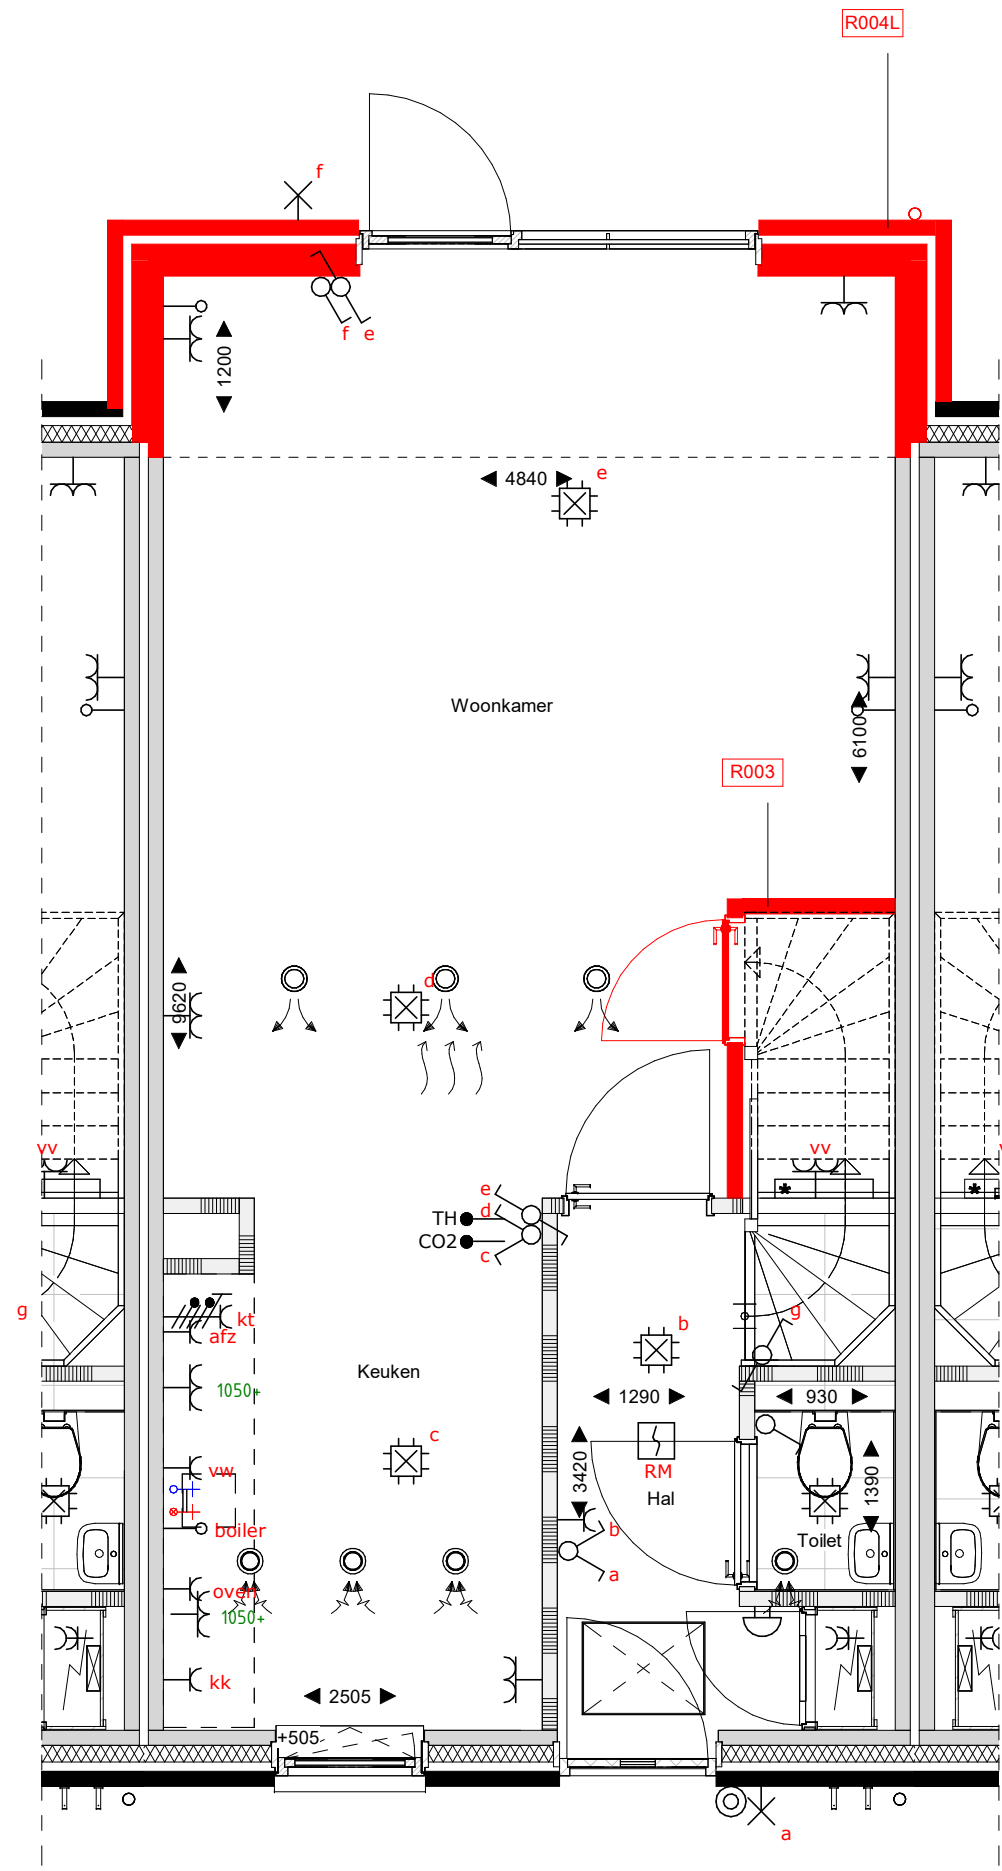 R004L
f
f e
1200
4840 e
Woonkamer
6100
R003
d
9620
vv vv
e
TH d
CO2 c
g kt g
afz b
Keuken
1050+ 1290 930
c
vw RM 3420 1390
Hal
boiler b Toilet
oven a
1050+
kk
2505
+505
a